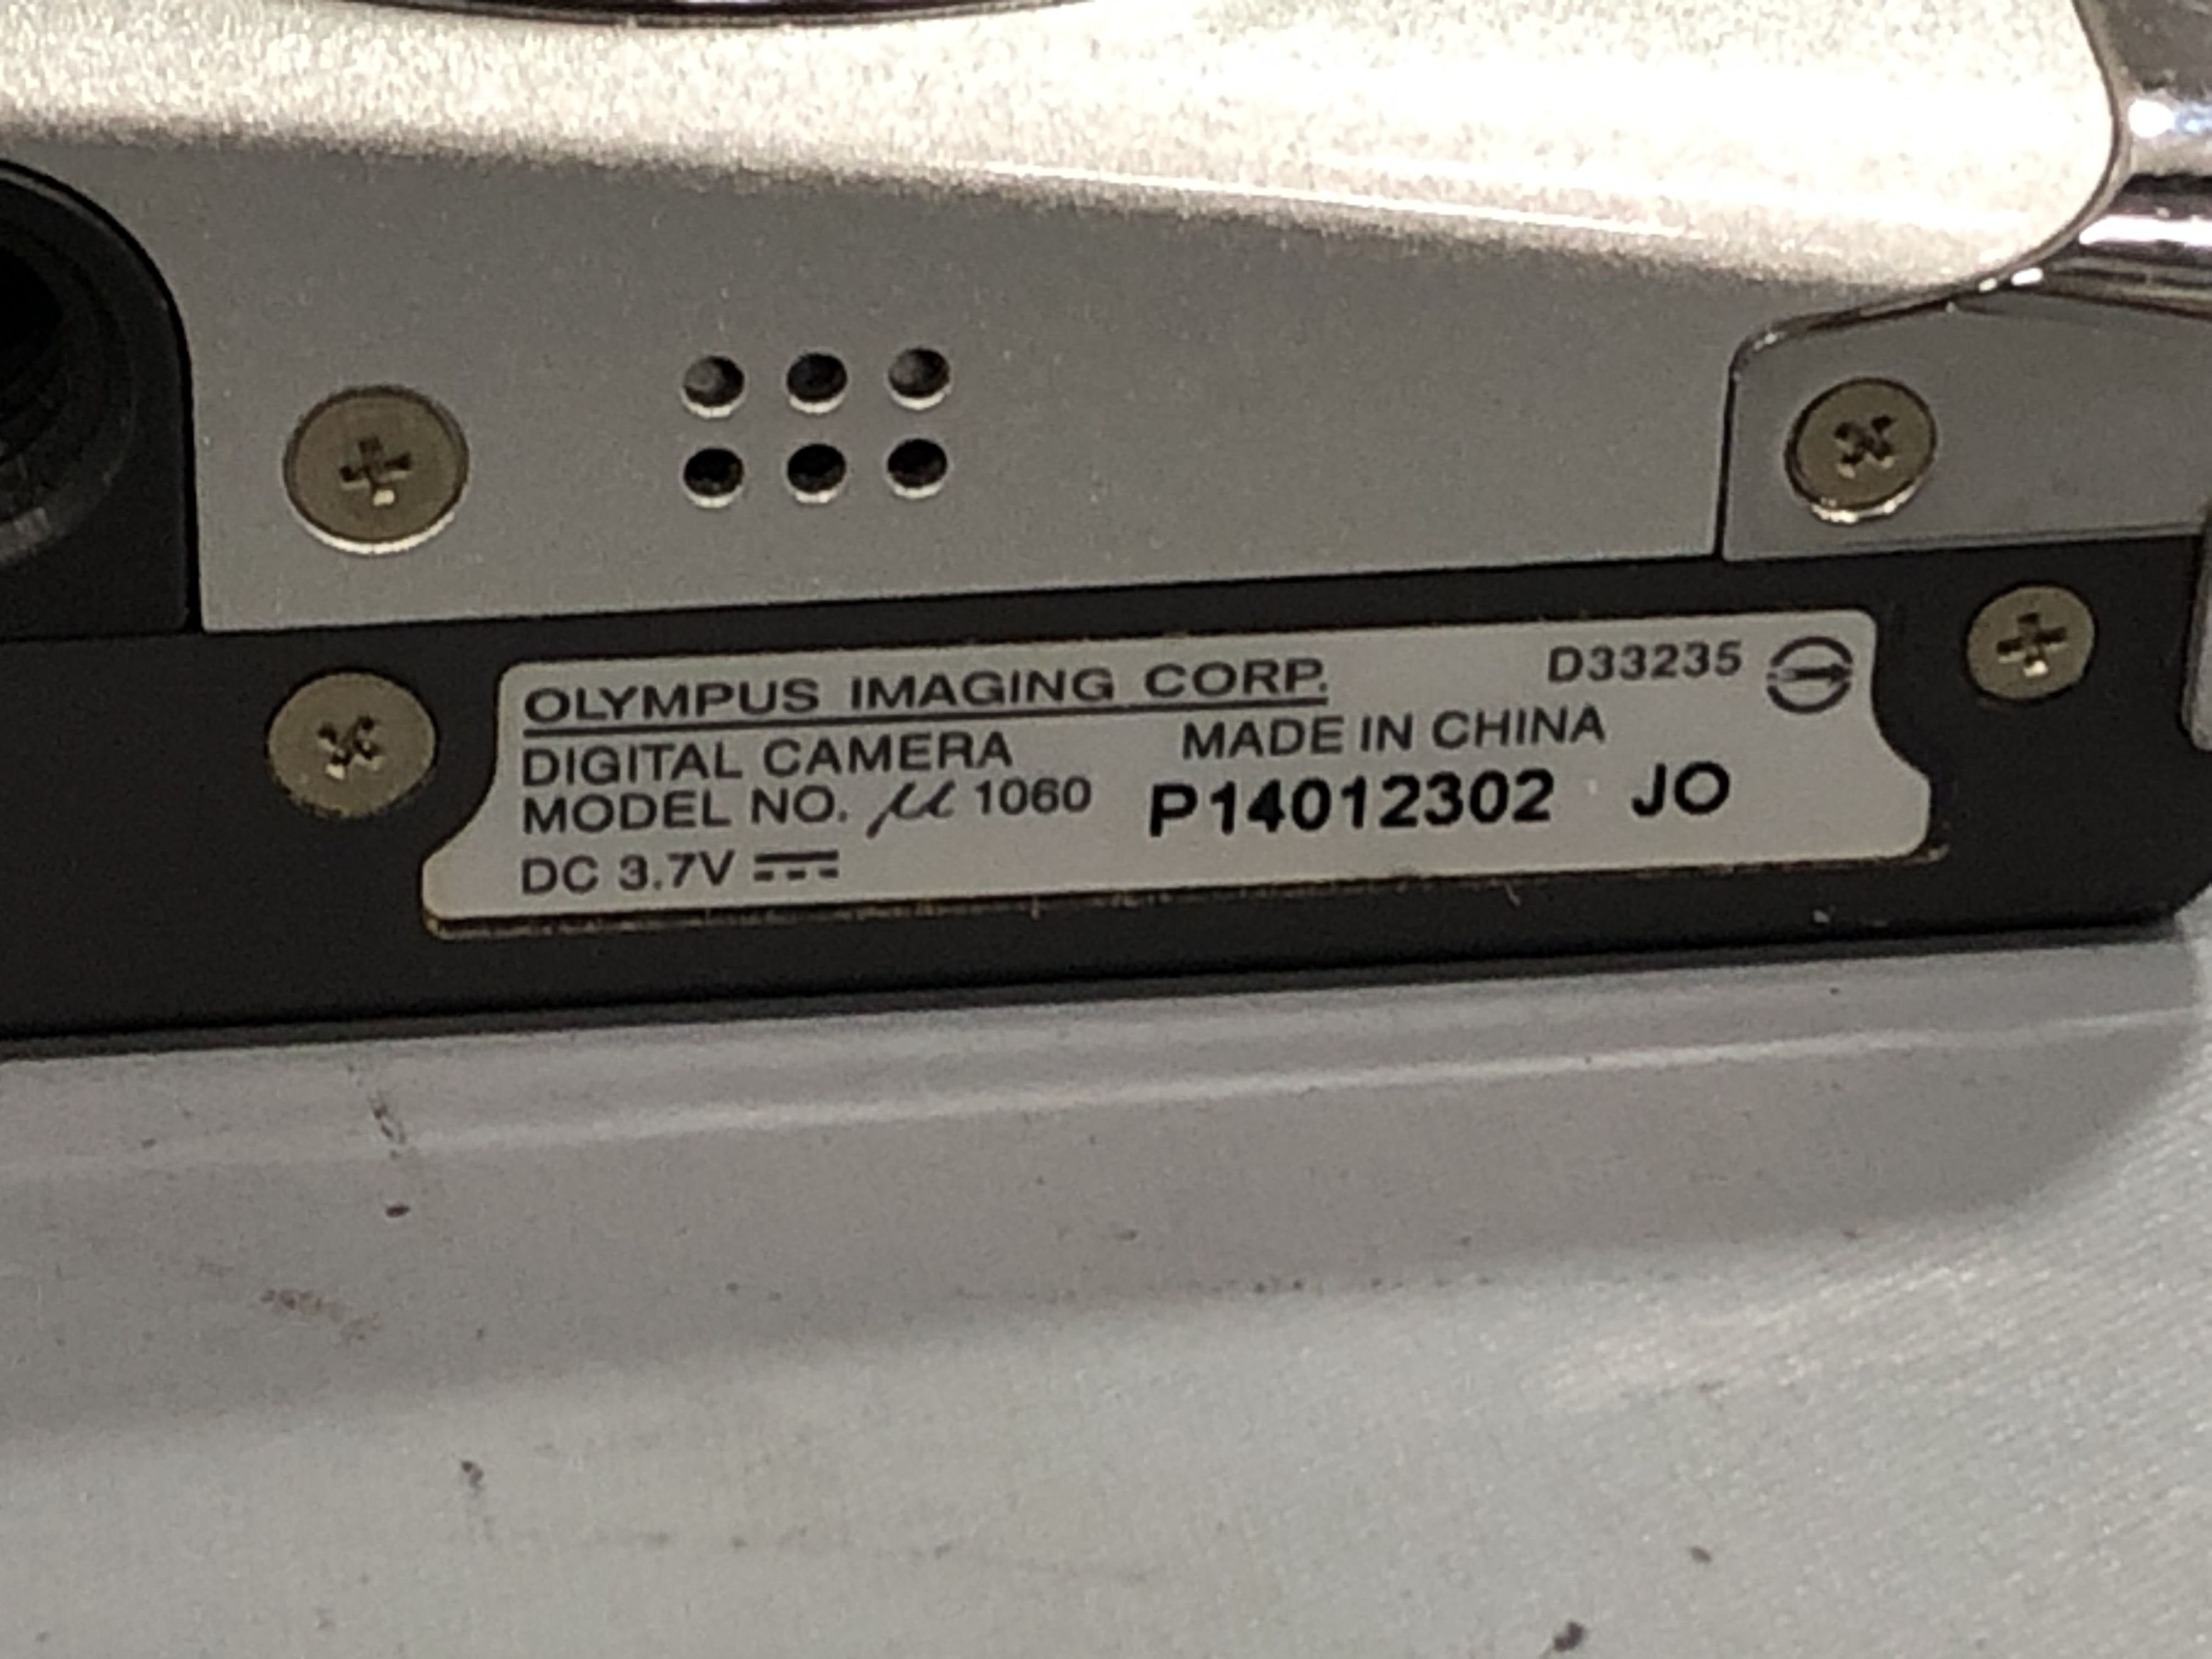 OLYMPUS IMAGING CORP. D33235
DIGITAL CAMERA MADE IN CHINA
MODEL NO. μ 1060 P14012302 JO
DC 3.7V ⎓